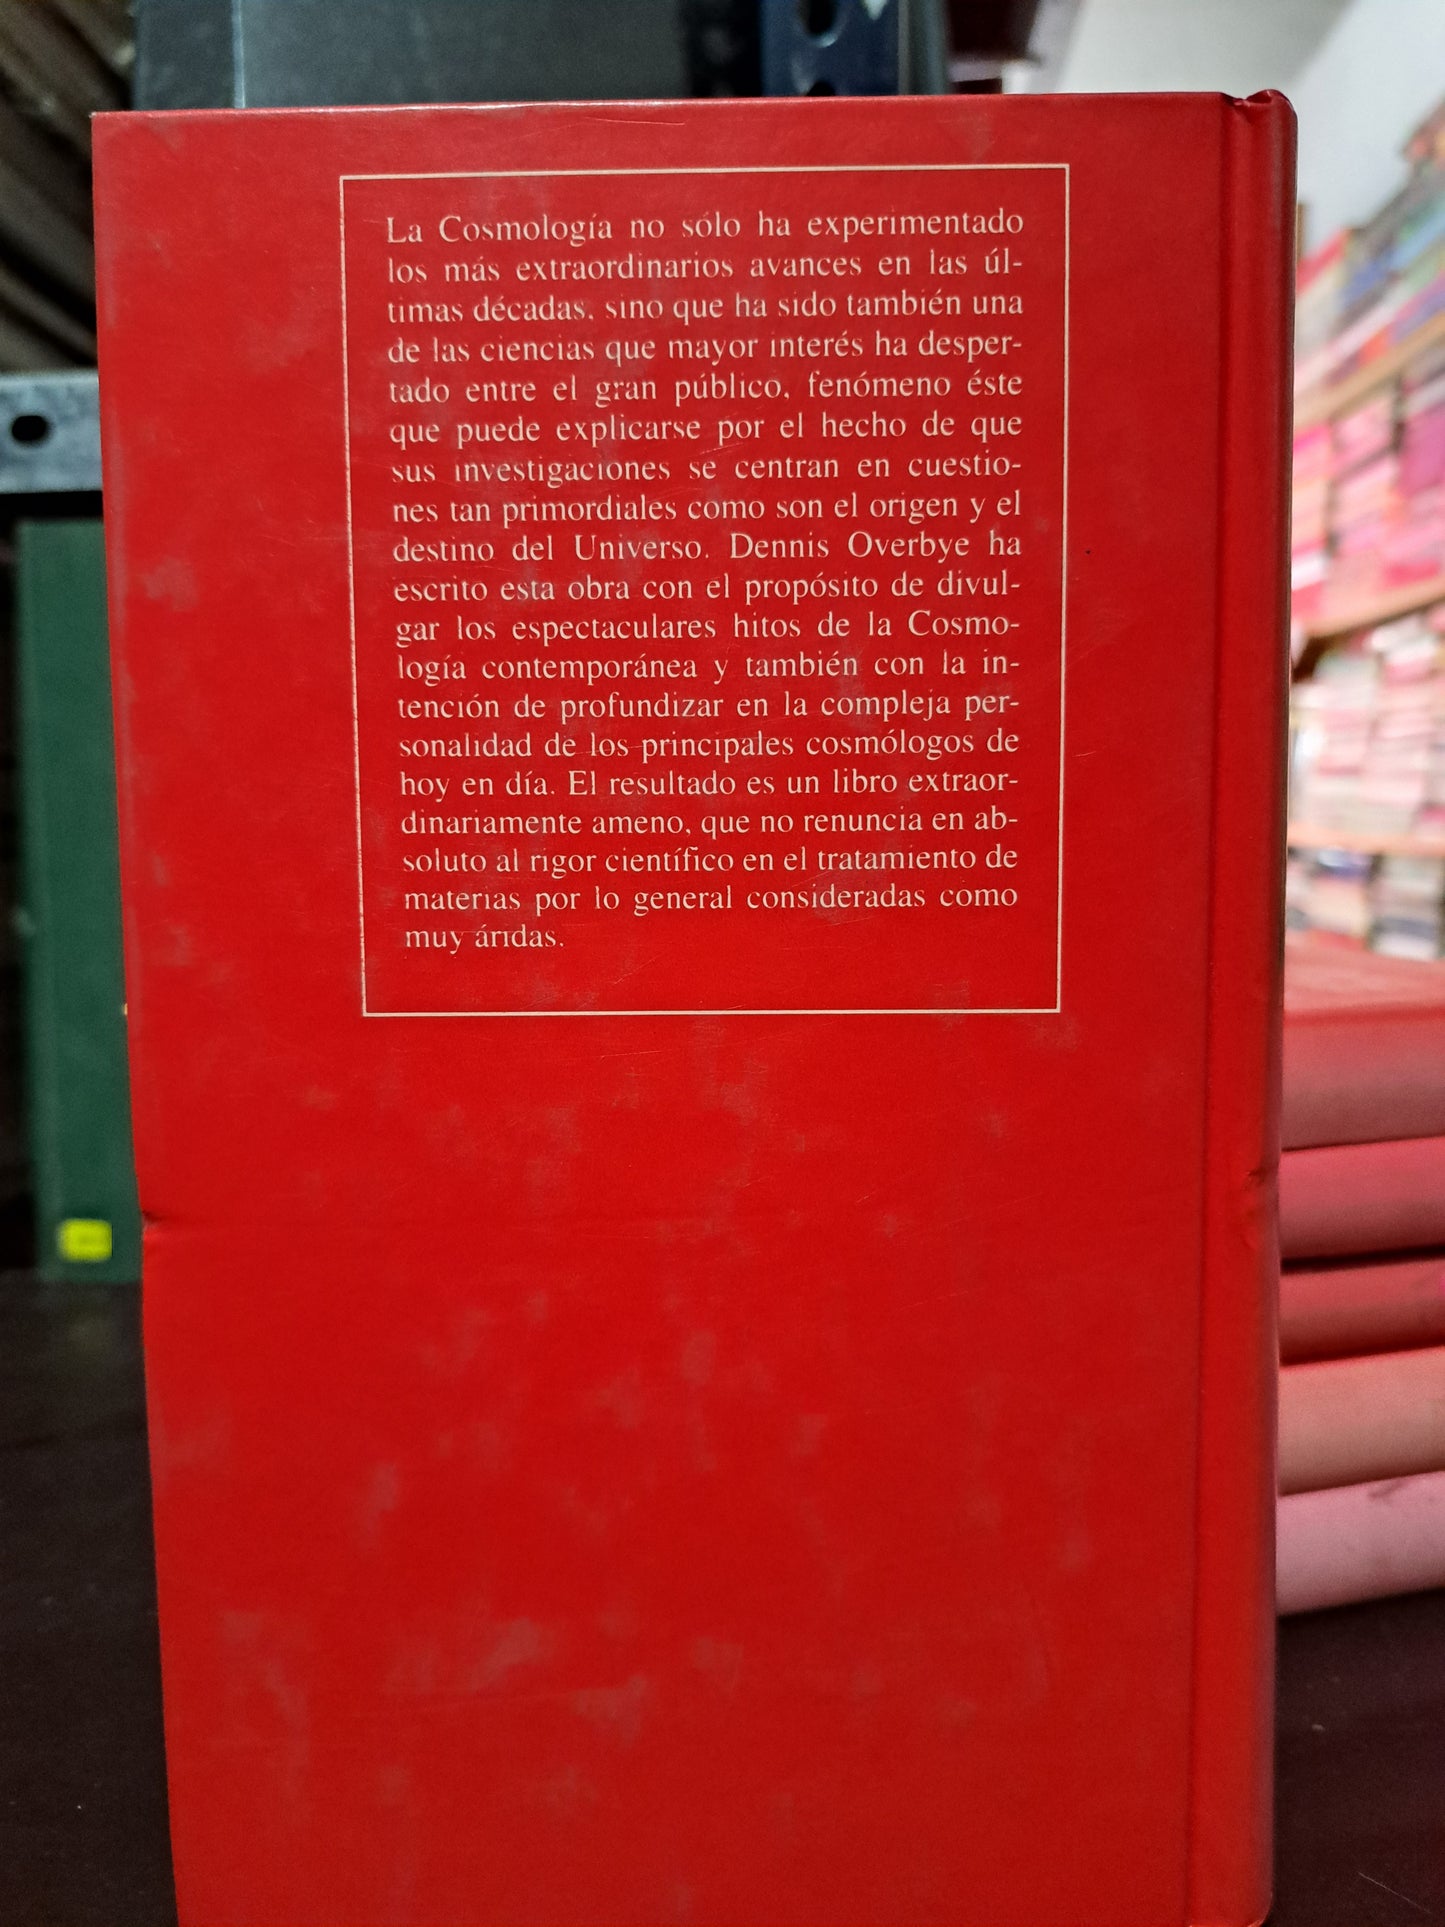 La Cosmología no sólo ha experimentado
los más extraordinarios avances en las úl-
timas décadas, sino que ha sido también una
de las ciencias que mayor interés ha desper-
tado entre el gran público, fenómeno éste
que puede explicarse por el hecho de que
sus investigaciones se centran en cuestio-
nes tan primordiales como son el origen y el
destino del Universo. Dennis Overbye ha
escrito esta obra con el propósito de divul-
gar los espectaculares hitos de la Cosmo-
logía contemporánea y también con la in-
tención de profundizar en la compleja per-
sonalidad de los principales cosmólogos de
hoy en día. El resultado es un libro extraor-
dinariamente ameno, que no renuncia en ab-
soluto al rigor científico en el tratamiento de
materias por lo general consideradas como
muy áridas.